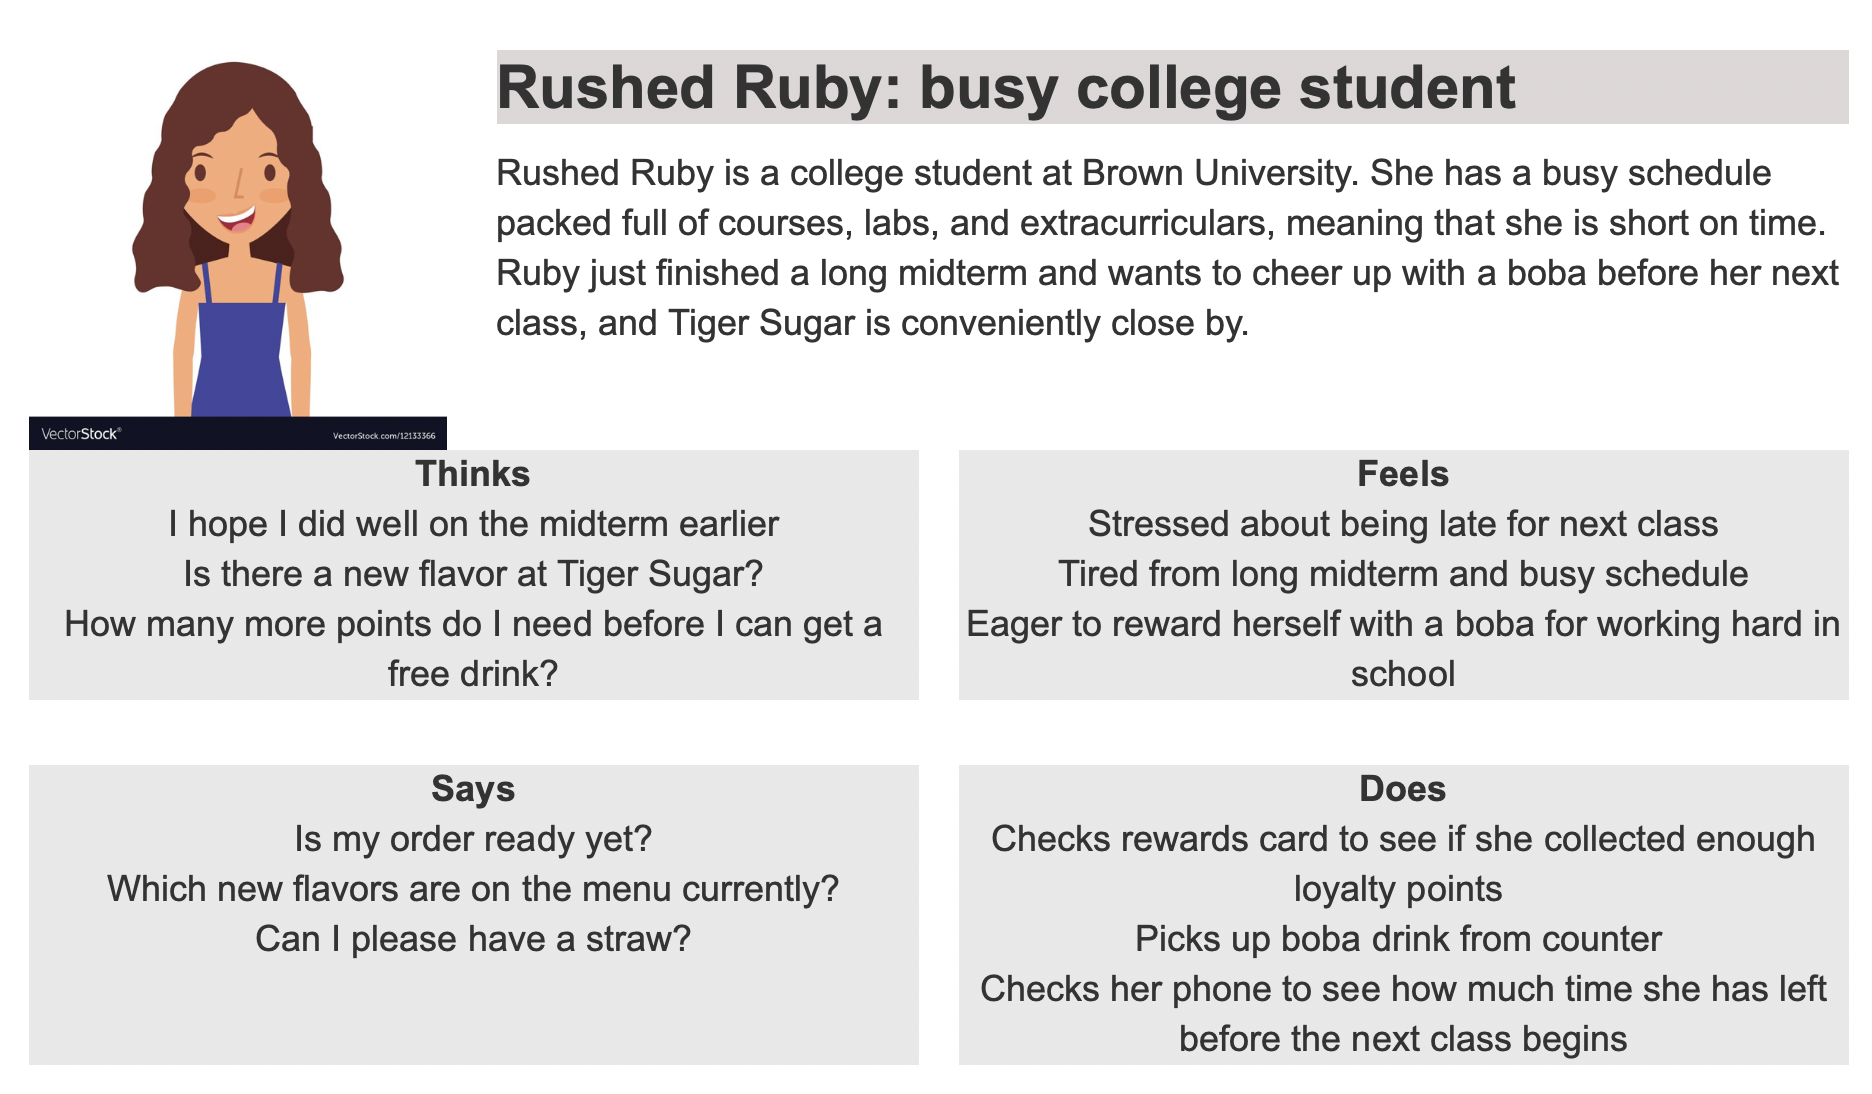 Rushed Ruby: busy college student
Rushed Ruby is a college student at Brown University. She has a busy schedule
packed full of courses, labs, and extracurriculars, meaning that she is short on time.
Ruby just finished a long midterm and wants to cheer up with a boba before her next
class, and Tiger Sugar is conveniently close by.
VectorStock®
VectorStock.com/12133366
Thinks
I hope I did well on the midterm earlier
Is there a new flavor at Tiger Sugar?
How many more points do I need before I can get a
free drink?
Feels
Stressed about being late for next class
Tired from long midterm and busy schedule
Eager to reward herself with a boba for working hard in
school
Says
Is my order ready yet?
Which new flavors are on the menu currently?
Can I please have a straw?
Does
Checks rewards card to see if she collected enough
loyalty points
Picks up boba drink from counter
Checks her phone to see how much time she has left
before the next class begins